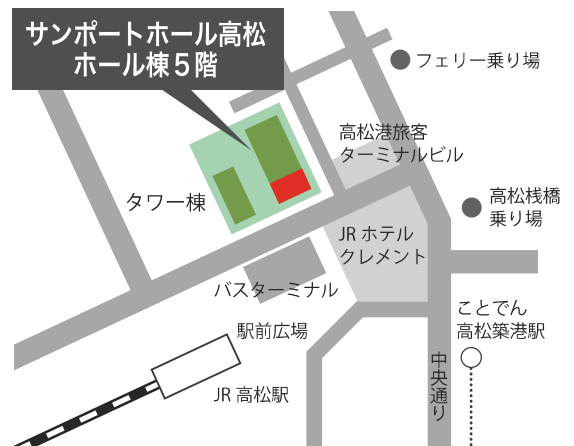 サンポートホール高松
ホール棟5階
フェリー乗り場
高松港旅客
ターミナルビル
タワー棟
高松桟橋
乗り場
JRホテル
クレメント
バスターミナル
ことでん
高松築港駅
駅前広場
中央通り
JR高松駅